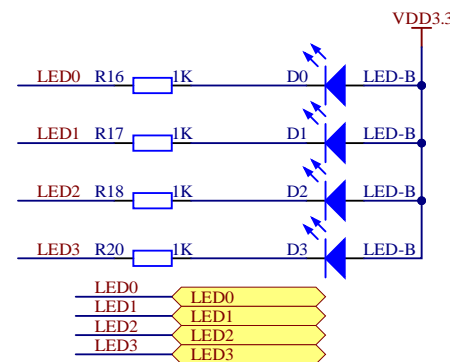 VDD3.3
LED0 R16 1K D0 LED-B
LED1 R17 1K D1 LED-B
LED2 R18 1K D2 LED-B
LED3 R20 1K D3 LED-B
LED0 LED0
LED1 LED1
LED2 LED2
LED3 LED3